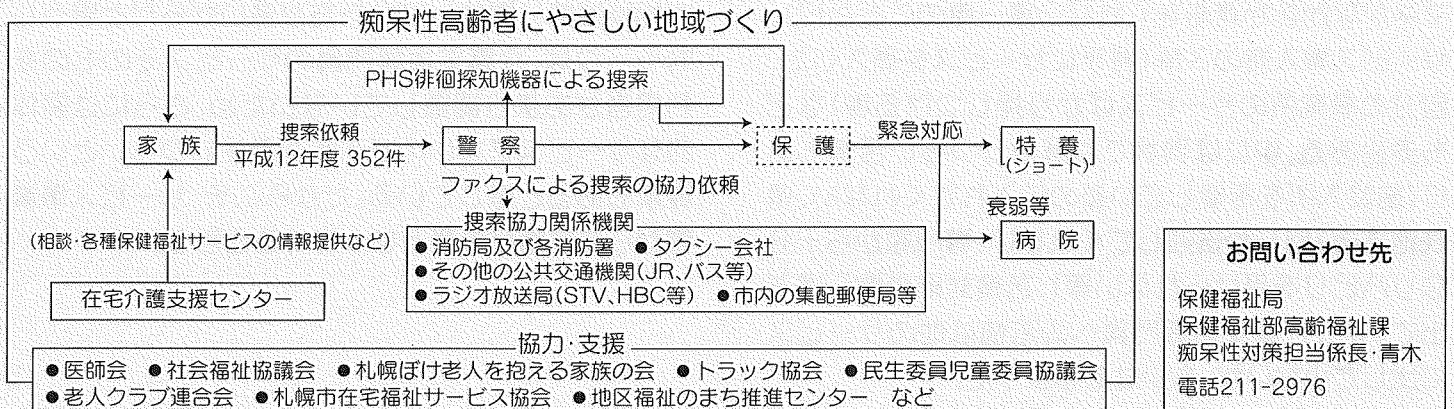 痴呆性高齢者にやさしい地域づくり
PHS徘徊探知機器による捜索
家 族
捜索依頼
平成12年度 352件
警 察
保 護
緊急対応
特 養
(ショート)
ファクスによる捜索の協力依頼
衰弱等
病 院
捜索協力関係機関
●消防局及び各消防署 ●タクシー会社
●その他の公共交通機関(JR、バス等)
●ラジオ放送局(STV、HBC等) ●市内の集配郵便局等
(相談・各種保健福祉サービスの情報提供など)
在宅介護支援センター
協力・支援
●医師会 ●社会福祉協議会 ●札幌ぼけ老人を抱える家族の会 ●トラック協会 ●民生委員児童委員協議会
●老人クラブ連合会 ●札幌市在宅福祉サービス協会 ●地区福祉のまち推進センター など
お問い合わせ先
保健福祉局
保健福祉部高齢福祉課
痴呆性対策担当係長・青木
電話211-2976